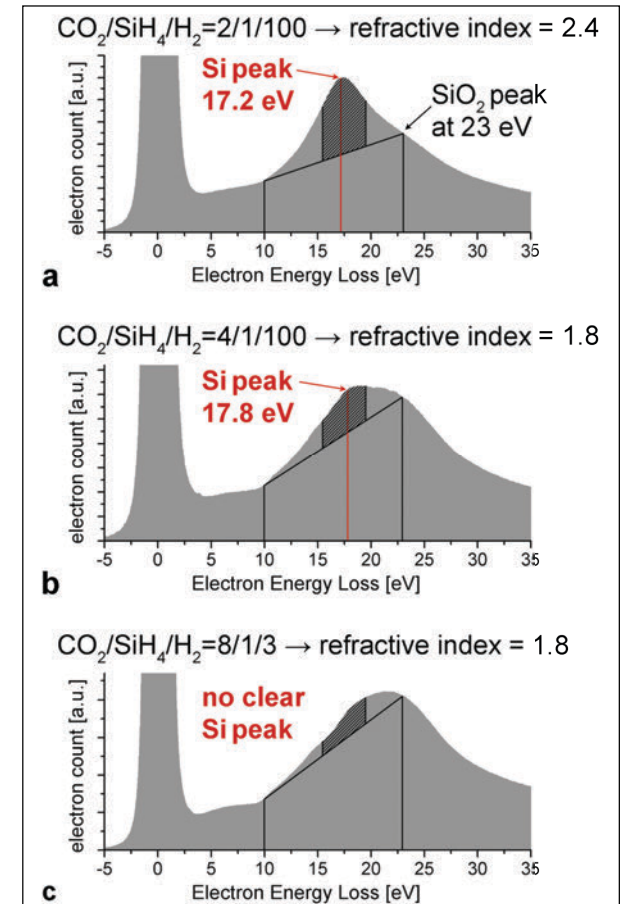 CO₂/SiH₄/H₂=2/1/100 → refractive index = 2.4
Si peak
17.2 eV
SiO₂ peak
at 23 eV
electron count [a.u.]
-5 0 5 10 15 20 25 30 35
Electron Energy Loss [eV]
a
CO₂/SiH₄/H₂=4/1/100 → refractive index = 1.8
Si peak
17.8 eV
electron count [a.u.]
-5 0 5 10 15 20 25 30 35
Electron Energy Loss [eV]
b
CO₂/SiH₄/H₂=8/1/3 → refractive index = 1.8
no clear
Si peak
electron count [a.u.]
-5 0 5 10 15 20 25 30 35
Electron Energy Loss [eV]
c